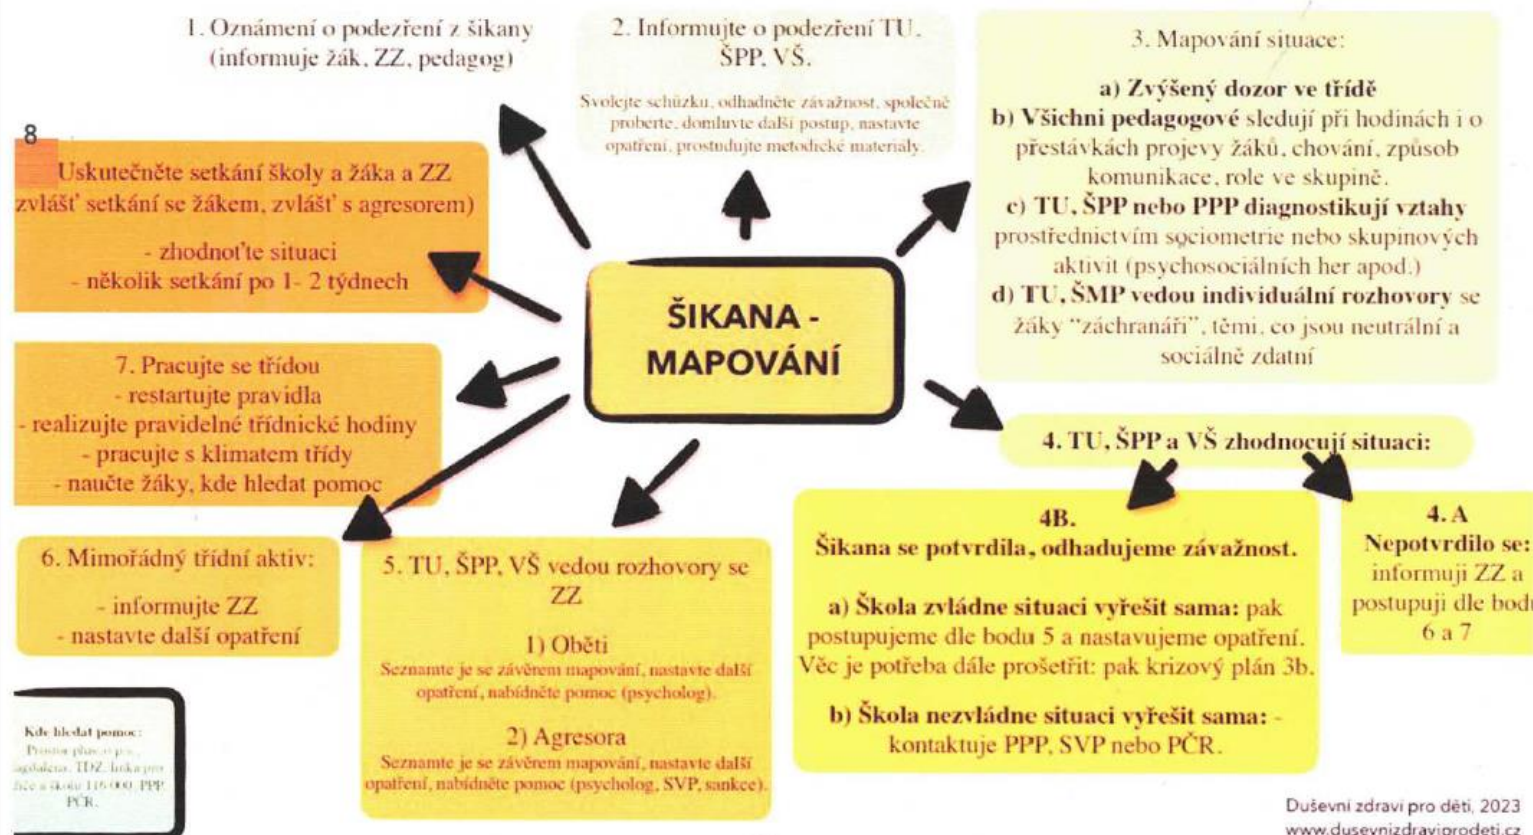 1. Oznámení o podezření z šikany
(informuje žák, ZZ, pedagog)
2. Informujte o podezření TU,
ŠPP, VŠ.
Svolejte schůzku, odhadněte závažnost, společně
proberte, domluvte další postup, nastavte
opatření, prostudujte metodické materiály.
3. Mapování situace:
a) Zvýšený dozor ve třídě
b) Všichni pedagogové sledují při hodinách i o
přestávkách projevy žáků, chování, způsob
komunikace, role ve skupině.
c) TU, ŠPP nebo PPP diagnostikují vztahy
prostřednictvím sociometrie nebo skupinových
aktivit (psychosociálních her apod.)
d) TU, ŠMP vedou individuální rozhovory se
žáky “záchranáři”, těmi, co jsou neutrální a
sociálně zdatní
ŠIKANA -
MAPOVÁNÍ
4. TU, ŠPP a VŠ zhodnocují situaci:
4. A
Nepotvrdilo se:
informuji ZZ a
postupuji dle bodu
6 a 7
4B.
Šikana se potvrdila, odhadujeme závažnost.
a) Škola zvládne situaci vyřešit sama: pak
postupujeme dle bodu 5 a nastavujeme opatření.
Věc je potřeba dále prošetřit: pak krizový plán 3b.
b) Škola nezvládne situaci vyřešit sama: -
kontaktuje PPP, SVP nebo PČR.
5. TU, ŠPP, VŠ vedou rozhovory se
ZZ
1) Oběti
Seznamte je se závěrem mapování, nastavte další
opatření, nabídněte pomoc (psycholog).
2) Agresora
Seznamte je se závěrem mapování, nastavte další
opatření, nabídněte pomoc (psycholog, SVP, sankce).
6. Mimořádný třídní aktiv:
- informujte ZZ
- nastavte další opatření
7. Pracujte se třídou
- restartujte pravidla
- realizujte pravidelné třídnické hodiny
- pracujte s klimatem třídy
- naučte žáky, kde hledat pomoc
8
Uskutečněte setkání školy a žáka a ZZ
zvlášť setkání se žákem, zvlášť s agresorem)
- zhodnoťte situaci
- několik setkání po 1- 2 týdnech
Kde hledat pomoc:
Prostor plus
TDZ, linka pro
a školu 116 000, PPP,
PČR.
Duševní zdraví pro děti, 2023
www.dusevnizdraviprodeti.cz